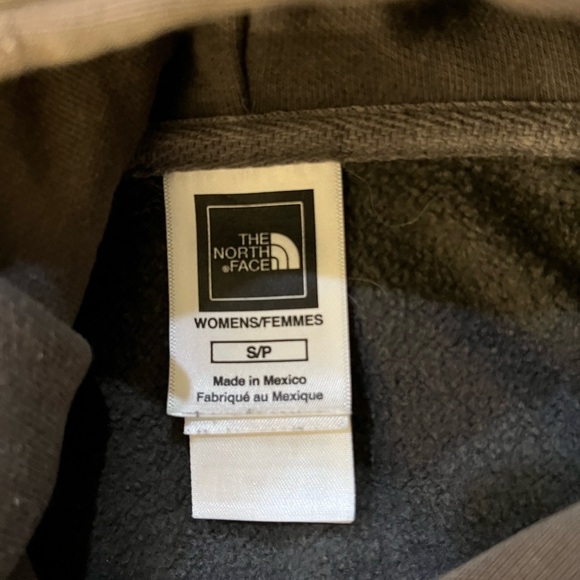 THE
NORTH
®FACE
WOMENS/FEMMES
S/P
Made in Mexico
Fabriqué au Mexique